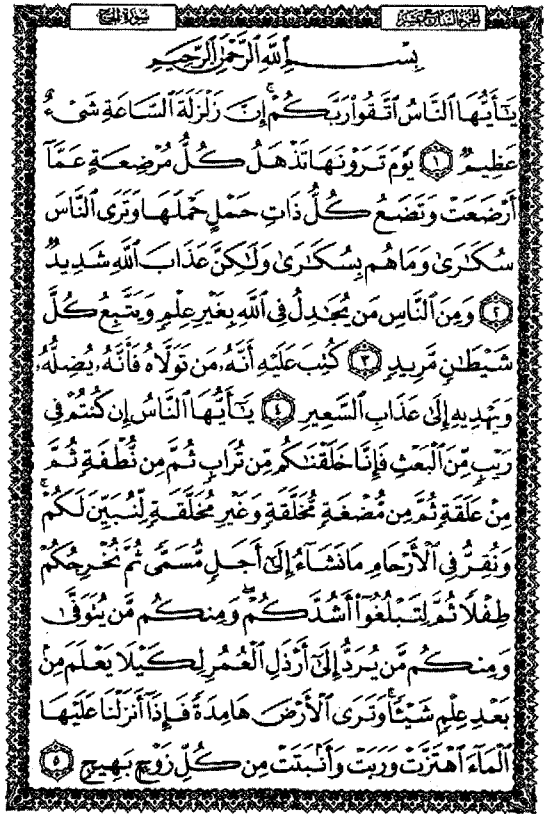 سورة الحج
الجزء السابع عشر
بِسْمِ ٱللَّهِ ٱلرَّحْمَٰنِ ٱلرَّحِيمِ
يَٰٓأَيُّهَا ٱلنَّاسُ ٱتَّقُوا۟ رَبَّكُمْ ۚ إِنَّ زَلْزَلَةَ ٱلسَّاعَةِ شَىْءٌ
عَظِيمٌ ١ يَوْمَ تَرَوْنَهَا تَذْهَلُ كُلُّ مُرْضِعَةٍ عَمَّآ
أَرْضَعَتْ وَتَضَعُ كُلُّ ذَاتِ حَمْلٍ حَمْلَهَا وَتَرَى ٱلنَّاسَ
سُكَٰرَىٰ وَمَا هُم بِسُكَٰرَىٰ وَلَٰكِنَّ عَذَابَ ٱللَّهِ شَدِيدٌ
٢ وَمِنَ ٱلنَّاسِ مَن يُجَٰدِلُ فِى ٱللَّهِ بِغَيْرِ عِلْمٍ وَيَتَّبِعُ كُلَّ
شَيْطَٰنٍ مَّرِيدٍ ٣ كُتِبَ عَلَيْهِ أَنَّهُۥ مَن تَوَلَّاهُ فَأَنَّهُۥ يُضِلُّهُۥ
وَيَهْدِيهِ إِلَىٰ عَذَابِ ٱلسَّعِيرِ ٤ يَٰٓأَيُّهَا ٱلنَّاسُ إِن كُنتُمْ فِى
رَيْبٍ مِّنَ ٱلْبَعْثِ فَإِنَّا خَلَقْنَٰكُم مِّن تُرَابٍ ثُمَّ مِن نُّطْفَةٍ ثُمَّ
مِنْ عَلَقَةٍ ثُمَّ مِن مُّضْغَةٍ مُّخَلَّقَةٍ وَغَيْرِ مُخَلَّقَةٍ لِّنُبَيِّنَ لَكُمْ ۚ
وَنُقِرُّ فِى ٱلْأَرْحَامِ مَا نَشَآءُ إِلَىٰٓ أَجَلٍ مُّسَمًّى ثُمَّ نُخْرِجُكُمْ
طِفْلًا ثُمَّ لِتَبْلُغُوٓا۟ أَشُدَّكُمْ ۖ وَمِنكُم مَّن يُتَوَفَّىٰ
وَمِنكُم مَّن يُرَدُّ إِلَىٰٓ أَرْذَلِ ٱلْعُمُرِ لِكَيْلَا يَعْلَمَ مِنۢ
بَعْدِ عِلْمٍ شَيْـًٔا ۚ وَتَرَى ٱلْأَرْضَ هَامِدَةً فَإِذَآ أَنزَلْنَا عَلَيْهَا
ٱلْمَآءَ ٱهْتَزَّتْ وَرَبَتْ وَأَنۢبَتَتْ مِن كُلِّ زَوْجٍۭ بَهِيجٍ ٥